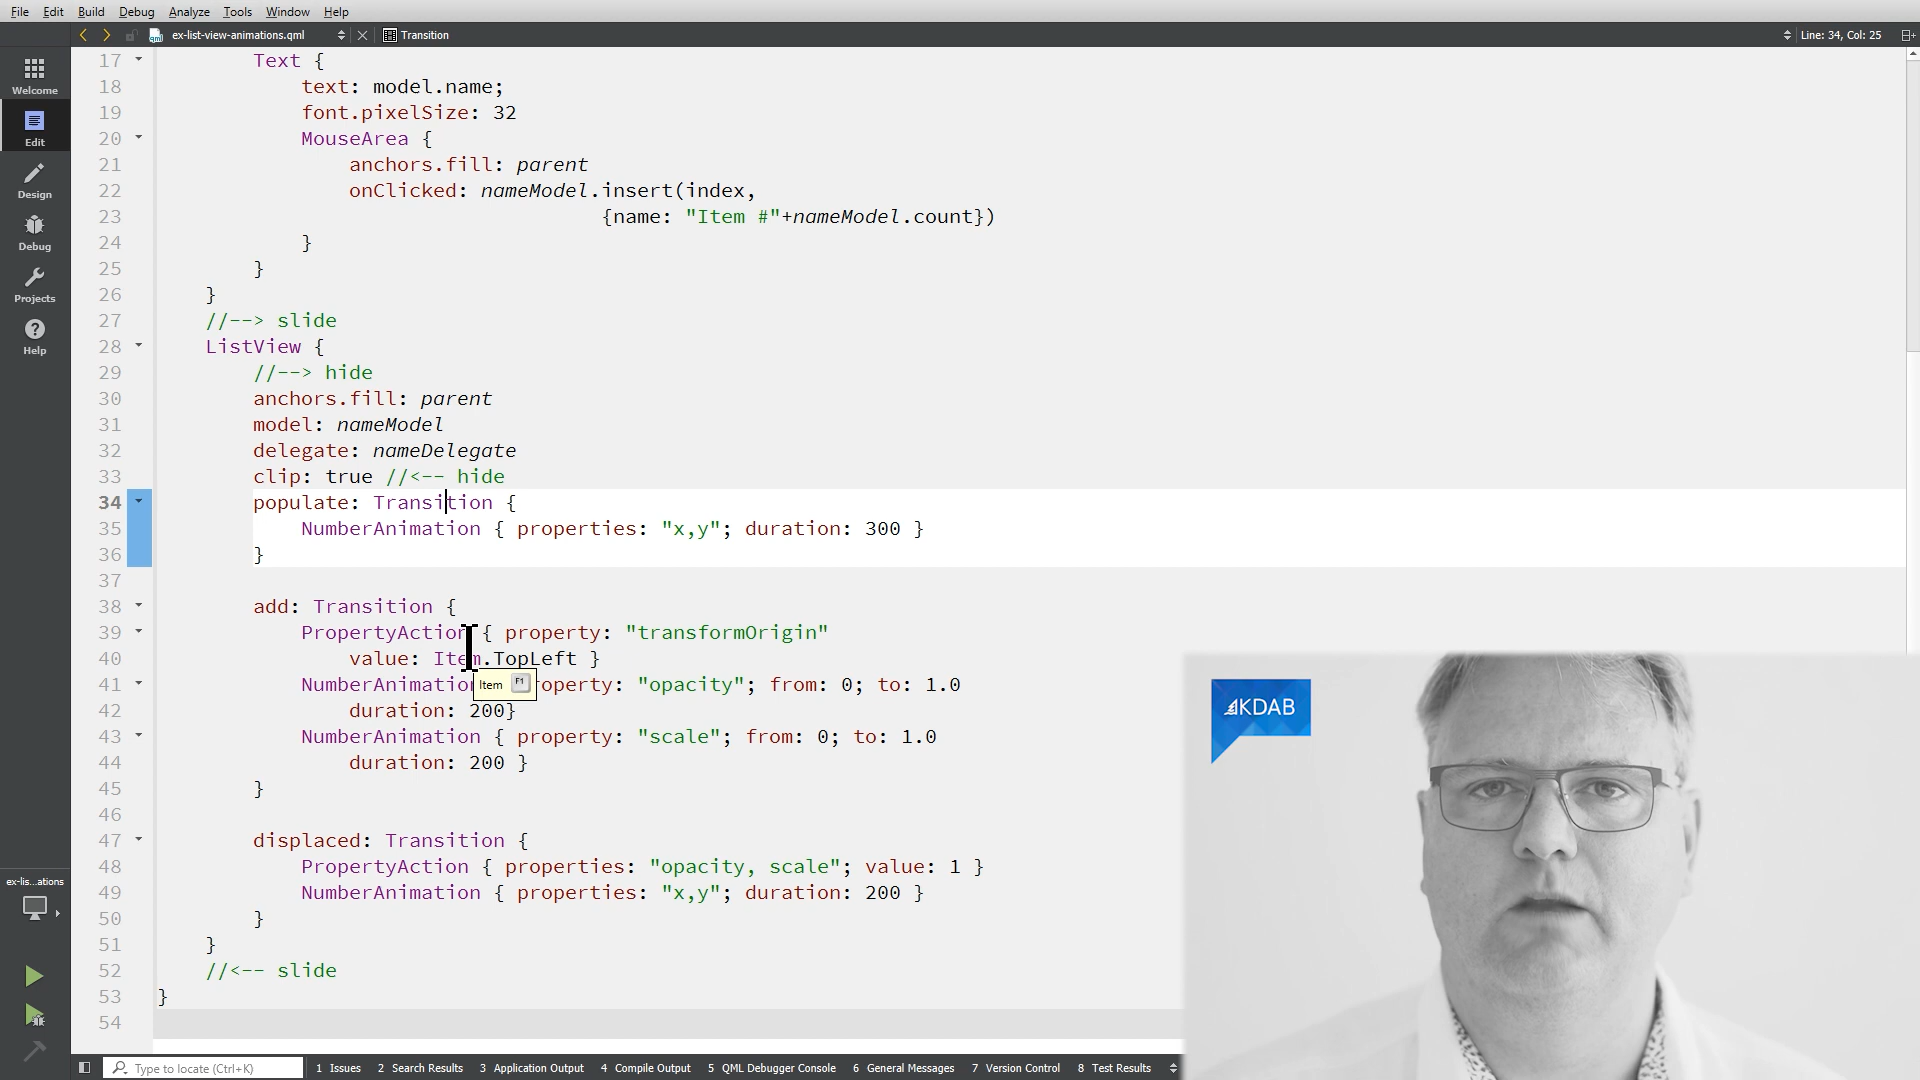 File Edit Build Debug Analyze Tools Window Help
ex-list-view-animations.qml Transition Line: 34, Col: 25
Welcome
Edit
Design
Debug
Projects
Help
ex-lis...ations
17 Text {
18 text: model.name;
19 font.pixelSize: 32
20 MouseArea {
21 anchors.fill: parent
22 onClicked: nameModel.insert(index,
23 {name: "Item #"+nameModel.count})
24 }
25 }
26 }
27 //--> slide
28 ListView {
29 //--> hide
30 anchors.fill: parent
31 model: nameModel
32 delegate: nameDelegate
33 clip: true //<-- hide
34 populate: Transition {
35 NumberAnimation { properties: "x,y"; duration: 300 }
36 }
37
38 add: Transition {
39 PropertyAction { property: "transformOrigin"
40 value: Item.TopLeft }
41 NumberAnimation operty: "opacity"; from: 0; to: 1.0
Item F1
42 duration: 200}
43 NumberAnimation { property: "scale"; from: 0; to: 1.0
44 duration: 200 }
45 }
46
47 displaced: Transition {
48 PropertyAction { properties: "opacity, scale"; value: 1 }
49 NumberAnimation { properties: "x,y"; duration: 200 }
50 }
51 }
52 //<-- slide
53 }
54
KDAB
Type to locate (Ctrl+K) 1 Issues 2 Search Results 3 Application Output 4 Compile Output 5 QML Debugger Console 6 General Messages 7 Version Control 8 Test Results